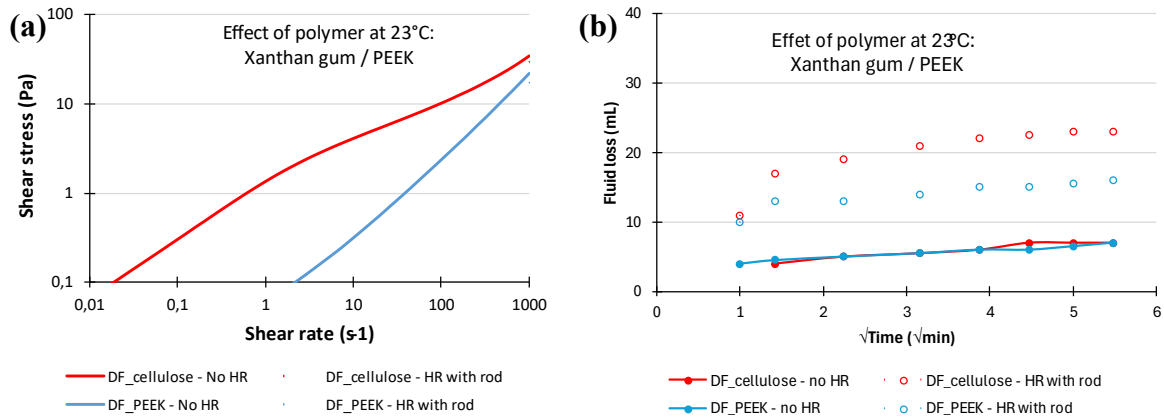 (a)
Effect of polymer at 23°C:
Xanthan gum / PEEK
Shear stress (Pa)
100
10
1
0,1
0,01
0,1
1
10
100
1000
Shear rate (s-1)
DF_cellulose - No HR
DF_cellulose - HR with rod
DF_PEEK - No HR
DF_PEEK - HR with rod
(b)
Effet of polymer at 23°C:
Xanthan gum / PEEK
Fluid loss (mL)
40
30
20
10
0
0
1
2
3
4
5
6
√Time (√min)
DF_cellulose - no HR
DF_cellulose - HR with rod
DF_PEEK - no HR
DF_PEEK - HR with rod